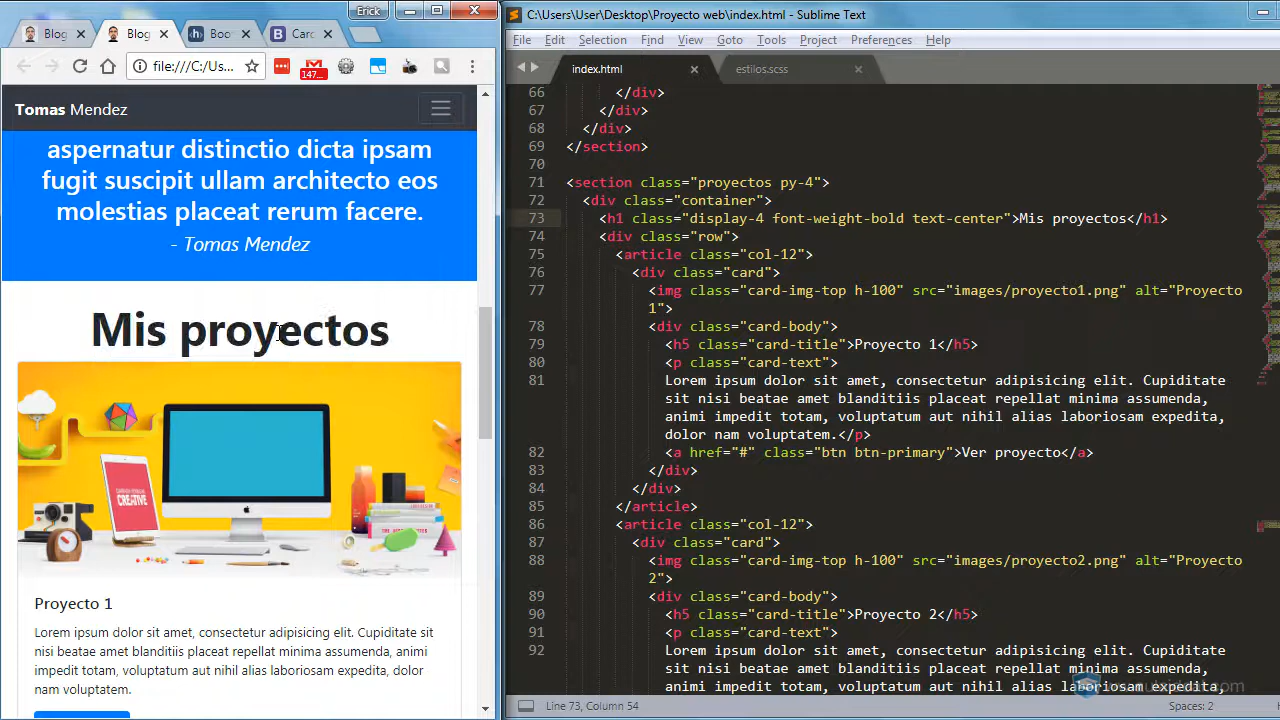 Erick
Blog
Blog
Boo
Card
file:///C:/Us...
147...
Tomas Mendez
aspernatur distinctio dicta ipsam
fugit suscipit ullam architecto eos
molestias placeat rerum facere.
- Tomas Mendez
Mis proyectos
CREATIVE
Proyecto 1
Lorem ipsum dolor sit amet, consectetur adipisicing elit. Cupiditate
sit nisi beatae amet blanditiis placeat repellat minima assumenda, animi
impedit totam, voluptatum aut nihil alias laboriosam expedita, dolor
nam voluptatem.
C:\Users\User\Desktop\Proyecto web\index.html - Sublime Text
File Edit Selection Find View Goto Tools Project Preferences Help
index.html estilos.scss
66 </div>
67 </div>
68 </div>
69 </section>
70
71 <section class="proyectos py-4">
72 <div class="container">
73 <h1 class="display-4 font-weight-bold text-center">Mis proyectos</h1>
74 <div class="row">
75 <article class="col-12">
76 <div class="card">
77 <img class="card-img-top h-100" src="images/proyecto1.png" alt="Proyecto
1">
78 <div class="card-body">
79 <h5 class="card-title">Proyecto 1</h5>
80 <p class="card-text">
81 Lorem ipsum dolor sit amet, consectetur adipisicing elit. Cupiditate
sit nisi beatae amet blanditiis placeat repellat minima assumenda,
animi impedit totam, voluptatum aut nihil alias laboriosam expedita,
dolor nam voluptatem.</p>
82 <a href="#" class="btn btn-primary">Ver proyecto</a>
83 </div>
84 </div>
85 </article>
86 <article class="col-12">
87 <div class="card">
88 <img class="card-img-top h-100" src="images/proyecto2.png" alt="Proyecto
2">
89 <div class="card-body">
90 <h5 class="card-title">Proyecto 2</h5>
91 <p class="card-text">
92 Lorem ipsum dolor sit amet, consectetur adipisicing elit. Cupiditate
sit nisi beatae amet blanditiis placeat repellat minima assumenda,
animi impedit totam, voluptatum aut nihil alias laboriosam expedita,
Line 73, Column 54
Spaces: 2